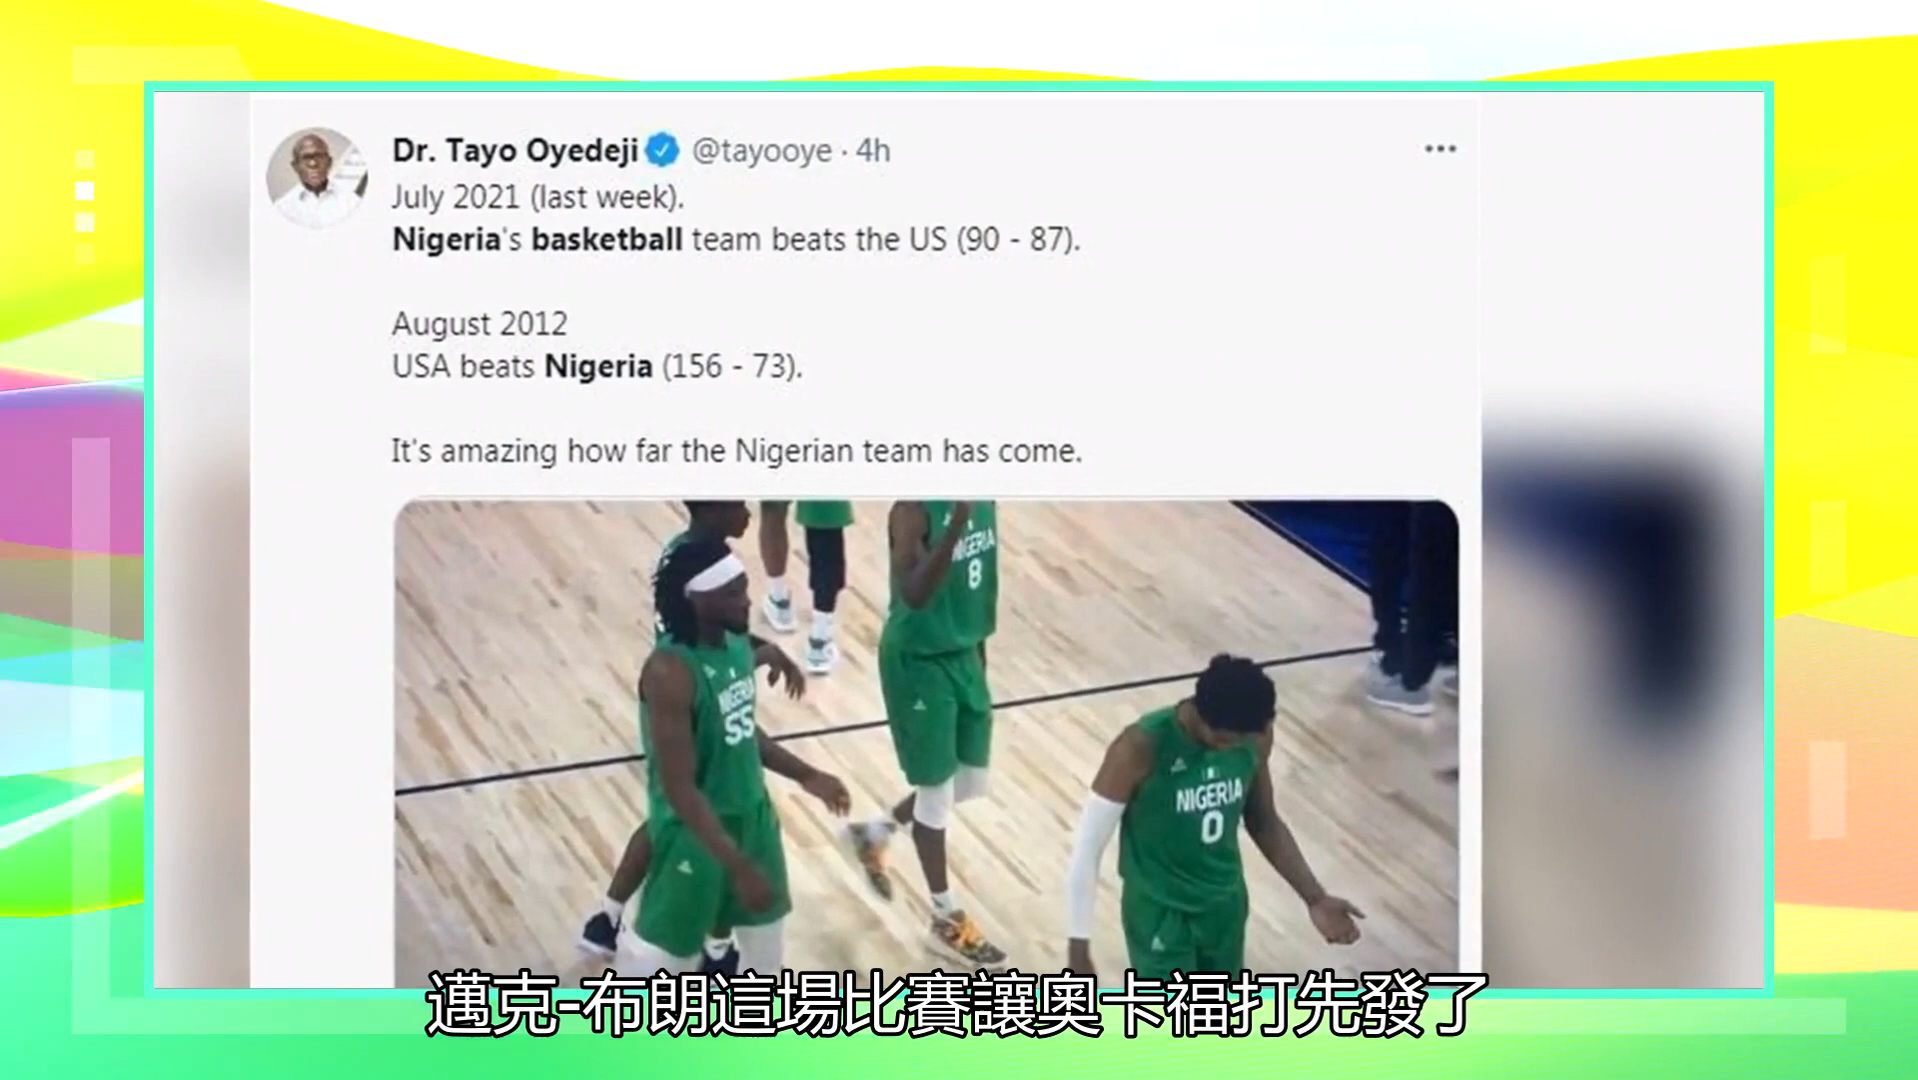 Dr. Tayo Oyedeji @tayooye · 4h
July 2021 (last week).
Nigeria's basketball team beats the US (90 - 87).
August 2012
USA beats Nigeria (156 - 73).
It's amazing how far the Nigerian team has come.
NIGERIA
8
NIGERIA
55
NIGERIA
0
邁克-布朗這場比賽讓奧卡福打先發了